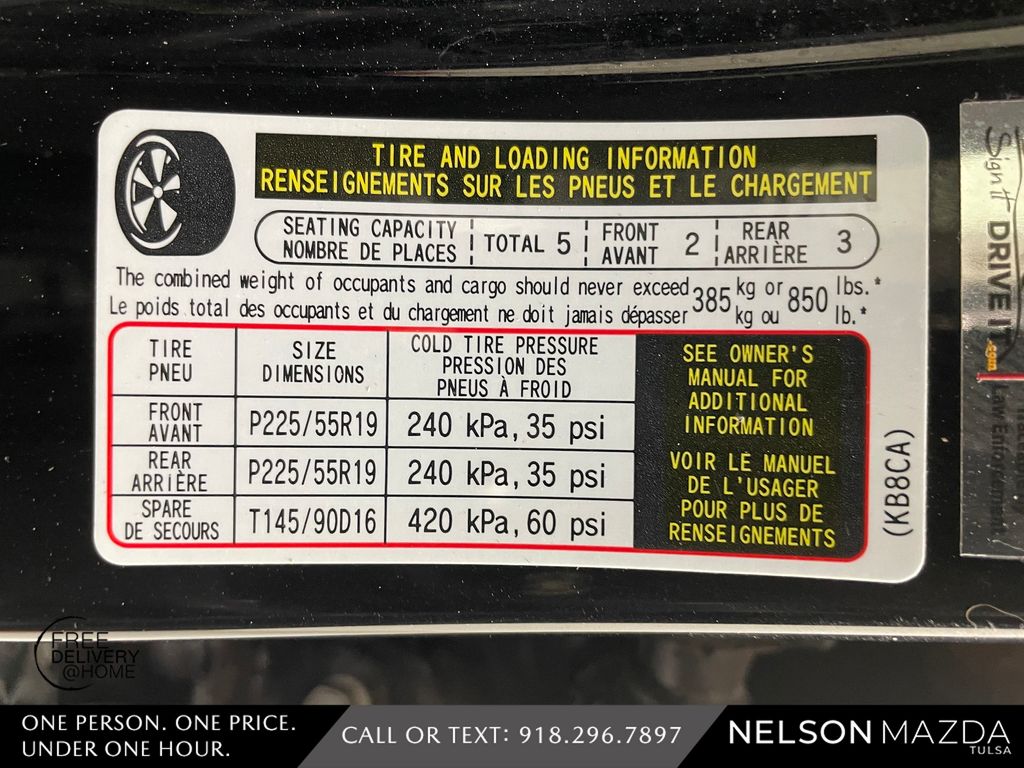 TIRE AND LOADING INFORMATION
RENSEIGNEMENTS SUR LES PNEUS ET LE CHARGEMENT
SEATING CAPACITY
NOMBRE DE PLACES
TOTAL 5
FRONT
AVANT
2
REAR
ARRIÈRE
3
The combined weight of occupants and cargo should never exceed 385 kg or 850 lbs.*
Le poids total des occupants et du chargement ne doit jamais dépasser kg ou lb.*
TIRE
PNEU
SIZE
DIMENSIONS
COLD TIRE PRESSURE
PRESSION DES
PNEUS À FROID
FRONT
AVANT
P225/55R19
240 kPa, 35 psi
REAR
ARRIÈRE
P225/55R19
240 kPa, 35 psi
SPARE
DE SECOURS
T145/90D16
420 kPa, 60 psi
SEE OWNER'S
MANUAL FOR
ADDITIONAL
INFORMATION
VOIR LE MANUEL
DE L'USAGER
POUR PLUS DE
RENSEIGNEMENTS
(KB8CA)
Sign It DRIVE IT .com
Law Enforcement
FREE
DELIVERY
@HOME
ONE PERSON. ONE PRICE.
UNDER ONE HOUR.
CALL OR TEXT: 918.296.7897
NELSON MAZDA
TULSA